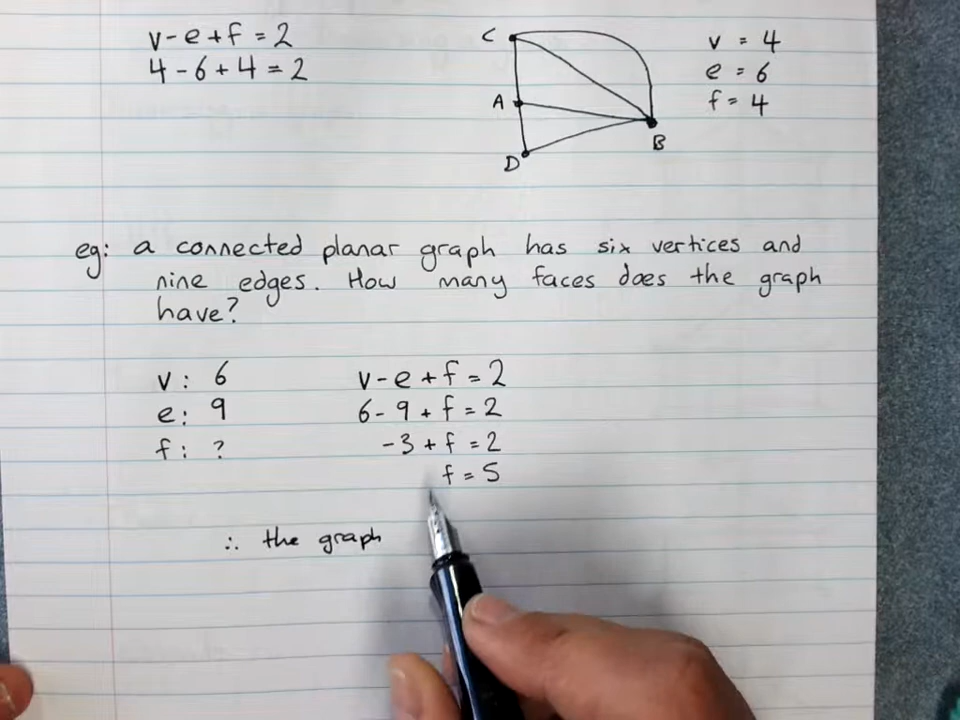 v - e + f = 2
4 - 6 + 4 = 2
C
A
D
B
v = 4
e = 6
f = 4
eg: a connected planar graph has six vertices and
nine edges. How many faces does the graph
have?
v: 6
e: 9
f: ?
v - e + f = 2
6 - 9 + f = 2
-3 + f = 2
f = 5
∴ the graph